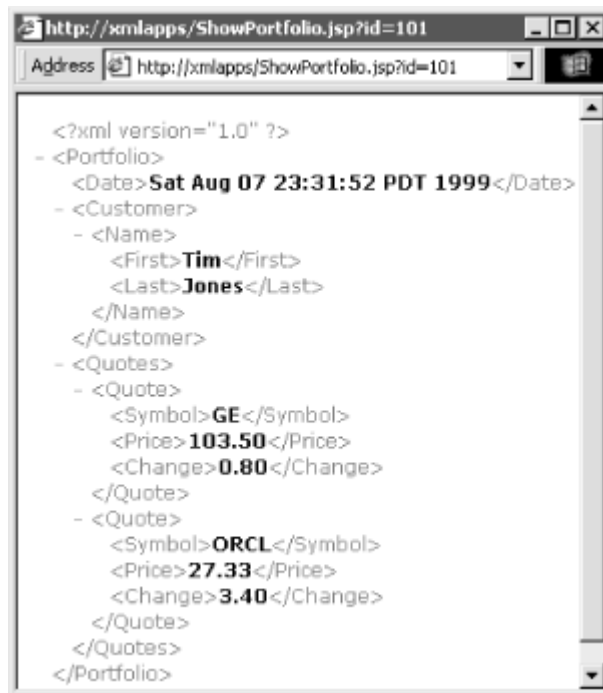 http://xmlapps/ShowPortfolio.jsp?id=101
Address http://xmlapps/ShowPortfolio.jsp?id=101
<?xml version="1.0" ?>
- <Portfolio>
<Date>Sat Aug 07 23:31:52 PDT 1999</Date>
- <Customer>
- <Name>
<First>Tim</First>
<Last>Jones</Last>
</Name>
</Customer>
- <Quotes>
- <Quote>
<Symbol>GE</Symbol>
<Price>103.50</Price>
<Change>0.80</Change>
</Quote>
- <Quote>
<Symbol>ORCL</Symbol>
<Price>27.33</Price>
<Change>3.40</Change>
</Quote>
</Quotes>
</Portfolio>